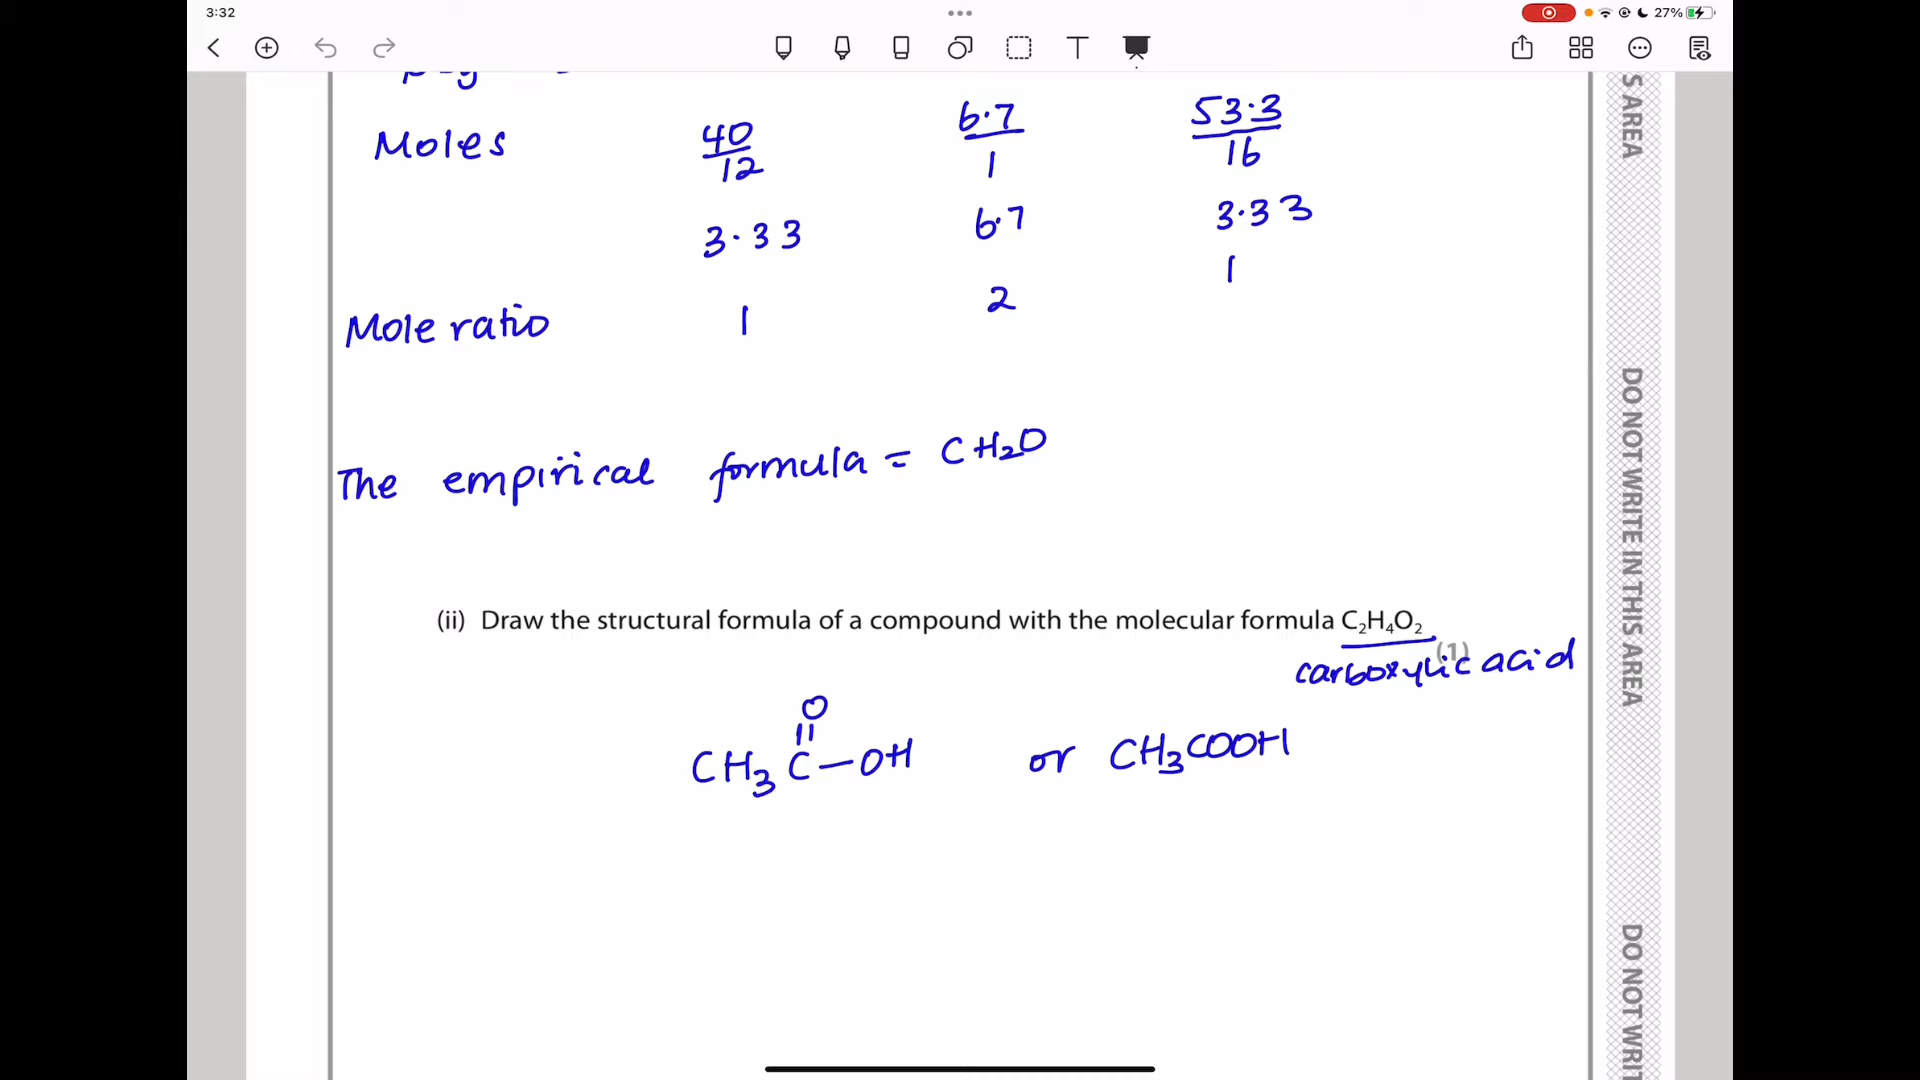 3:32
27%
Moles 40/12 6.7/1 53.3/16
3.33 6.7 3.33
Mole ratio 1 2 1
The empirical formula = CH₂O
(ii) Draw the structural formula of a compound with the molecular formula C₂H₄O₂
(1)
carboxylic acid
O
||
CH₃ C—OH or CH₃COOH
S AREA
DO NOT WRITE IN THIS AREA
DO NOT WRIT